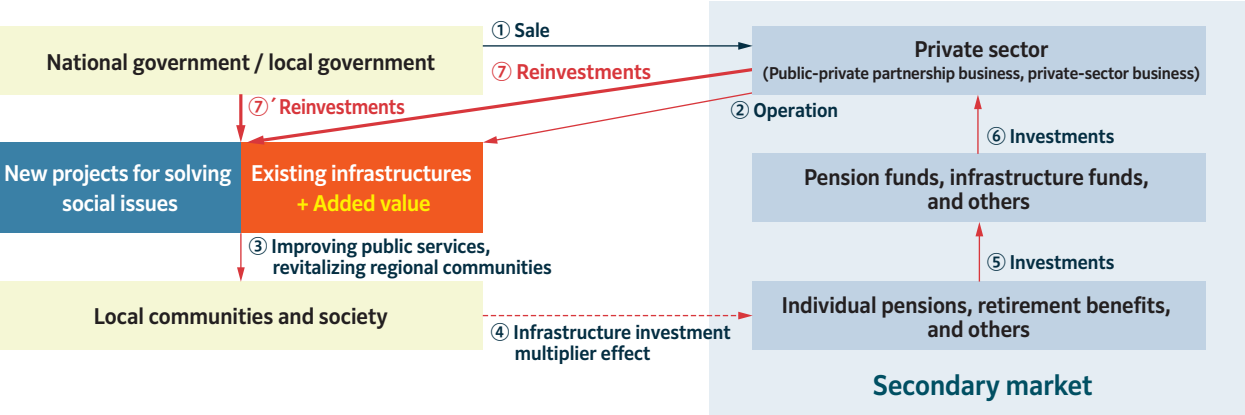 ① Sale
National government / local government
Private sector
(Public-private partnership business, private-sector business)
⑦ Reinvestments
⑦´Reinvestments
② Operation
⑥ Investments
New projects for solving
social issues
Existing infrastructures
+ Added value
Pension funds, infrastructure funds,
and others
③ Improving public services,
revitalizing regional communities
⑤ Investments
Local communities and society
Individual pensions, retirement benefits,
and others
④ Infrastructure investment
multiplier effect
Secondary market